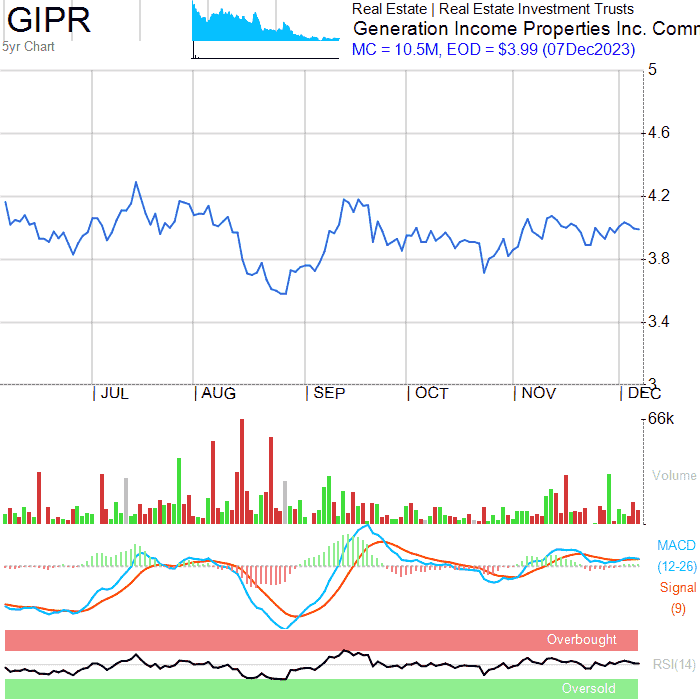 GIPR
5yr Chart
Real Estate | Real Estate Investment Trusts
Generation Income Properties Inc. Comm
MC = 10.5M, EOD = $3.99 (07Dec2023)
5
4.6
4.2
3.8
3.4
3
JUL AUG SEP OCT NOV DEC
66k
Volume
MACD
(12-26)
Signal
(9)
Overbought
RSI(14)
Oversold